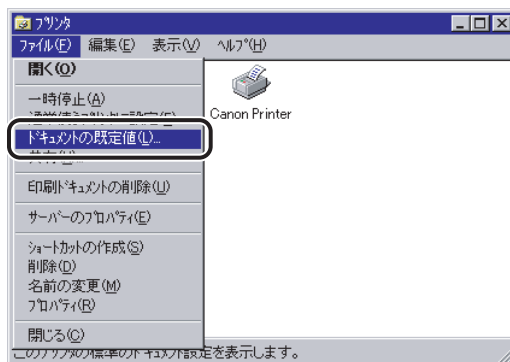 プリンタ
ファイル(F) 編集(E) 表示(V) ヘルプ(H)
開く(O)
一時停止(A)
Canon Printer
ドキュメントの既定値(L)...
印刷ドキュメントの削除(U)
サーバーのプロパティ(E)
ショートカットの作成(S)
削除(D)
名前の変更(M)
プロパティ(R)
閉じる(C)
このプリンタの標準のドキュメント設定を表示します。